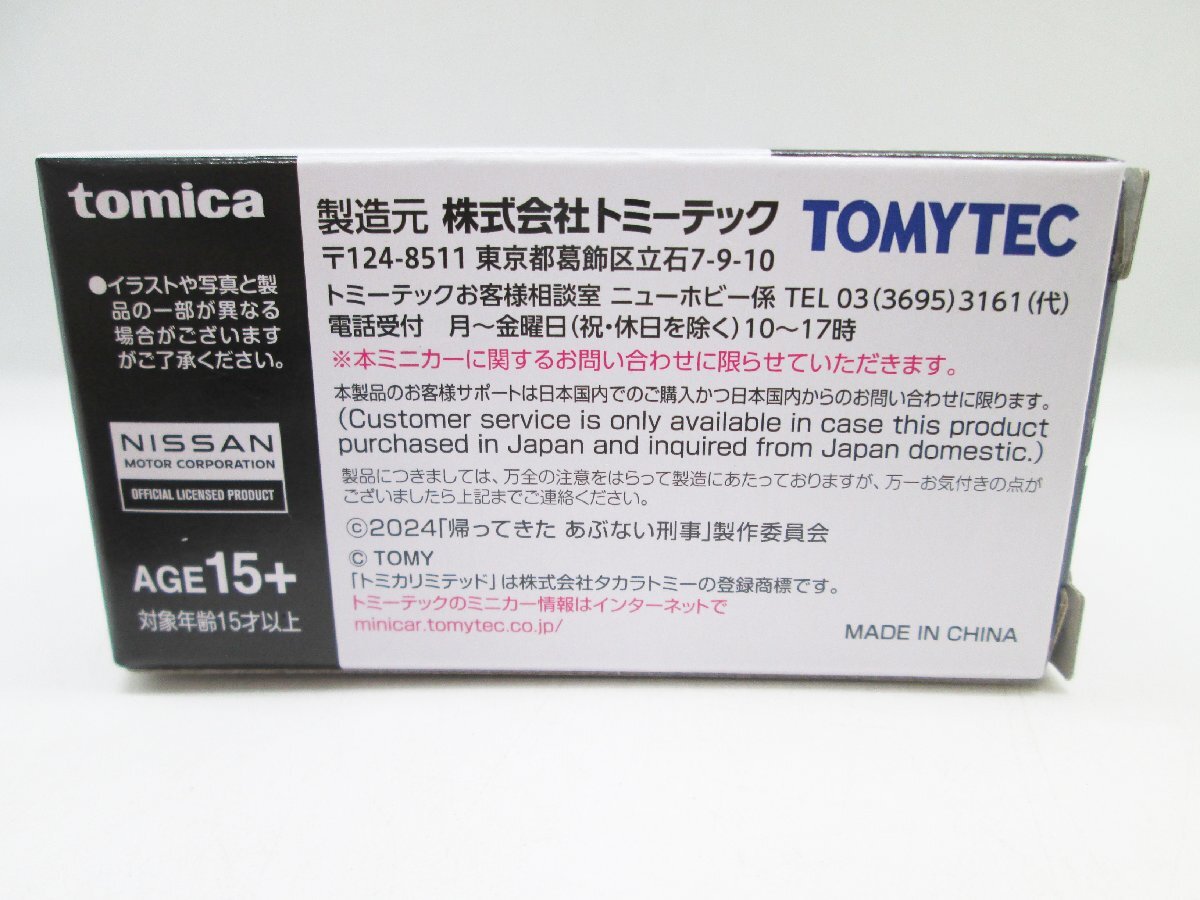 tomica
●イラストや写真と製
品の一部が異なる
場合がございます
がご了承ください。
NISSAN
MOTOR CORPORATION
OFFICIAL LICENSED PRODUCT
AGE15+
対象年齢15才以上
製造元 株式会社トミーテック TOMYTEC
〒124-8511 東京都葛飾区立石7-9-10
トミーテックお客様相談室 ニューホビー係 TEL 03(3695)3161(代)
電話受付 月～金曜日(祝・休日を除く)10～17時
※本ミニカーに関するお問い合わせに限らせていただきます。
本製品のお客様サポートは日本国内でのご購入かつ日本国内からのお問い合わせに限ります。
(Customer service is only available in case this product
purchased in Japan and inquired from Japan domestic.)
製品につきましては、万全の注意をはらって製造にあたっておりますが、万一お気付きの点が
ございましたら上記までご連絡ください。
©2024「帰ってきた あぶない刑事」製作委員会
© TOMY
「トミカリミテッド」は株式会社タカラトミーの登録商標です。
トミーテックのミニカー情報はインターネットで
minicar.tomytec.co.jp/
MADE IN CHINA